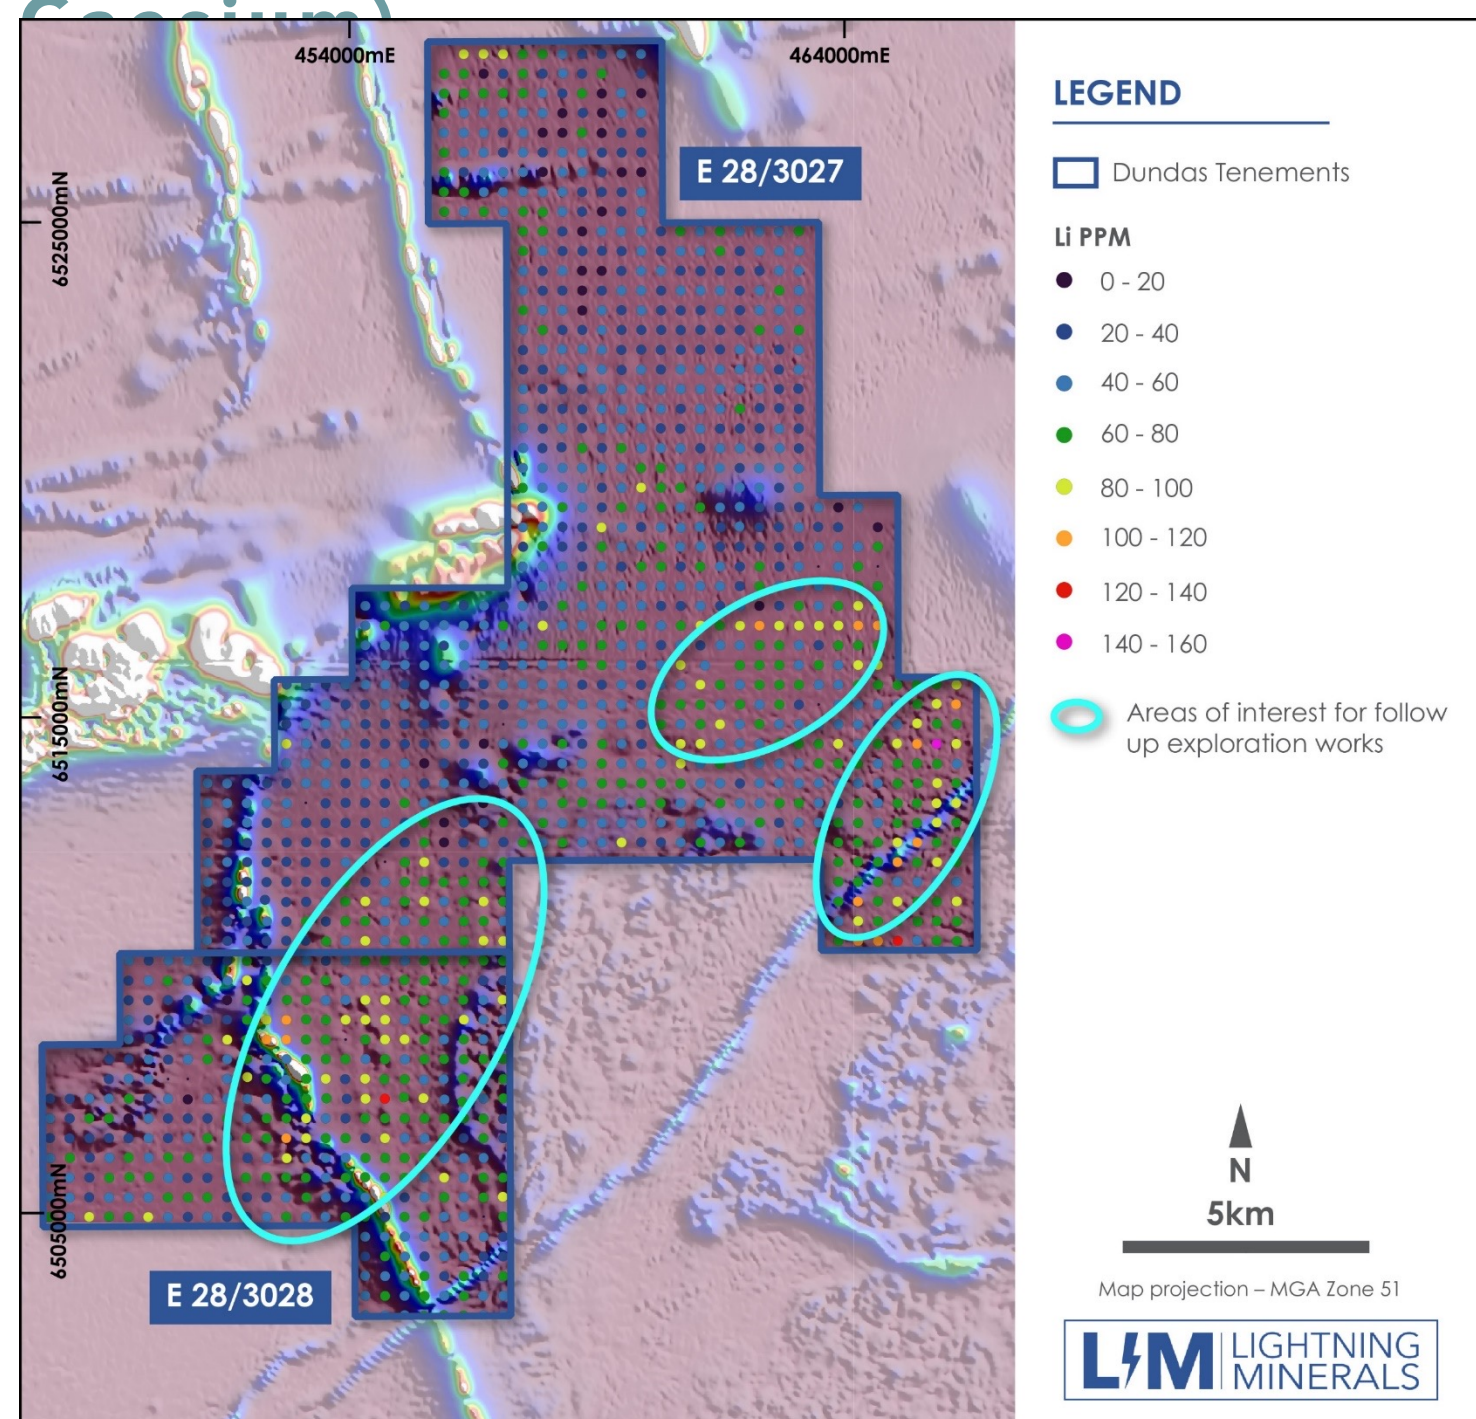 Caesium)
454000mE
464000mE
6525000mN
6515000mN
6505000mN
E 28/3027
E 28/3028
LEGEND
Dundas Tenements
Li PPM
0 - 20
20 - 40
40 - 60
60 - 80
80 - 100
100 - 120
120 - 140
140 - 160
Areas of interest for follow
up exploration works
N
5km
Map projection – MGA Zone 51
LM LIGHTNING
MINERALS